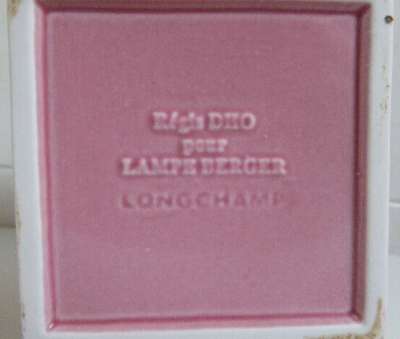 Régis DHO
pour
LAMPE BERGER
LONGCHAMP